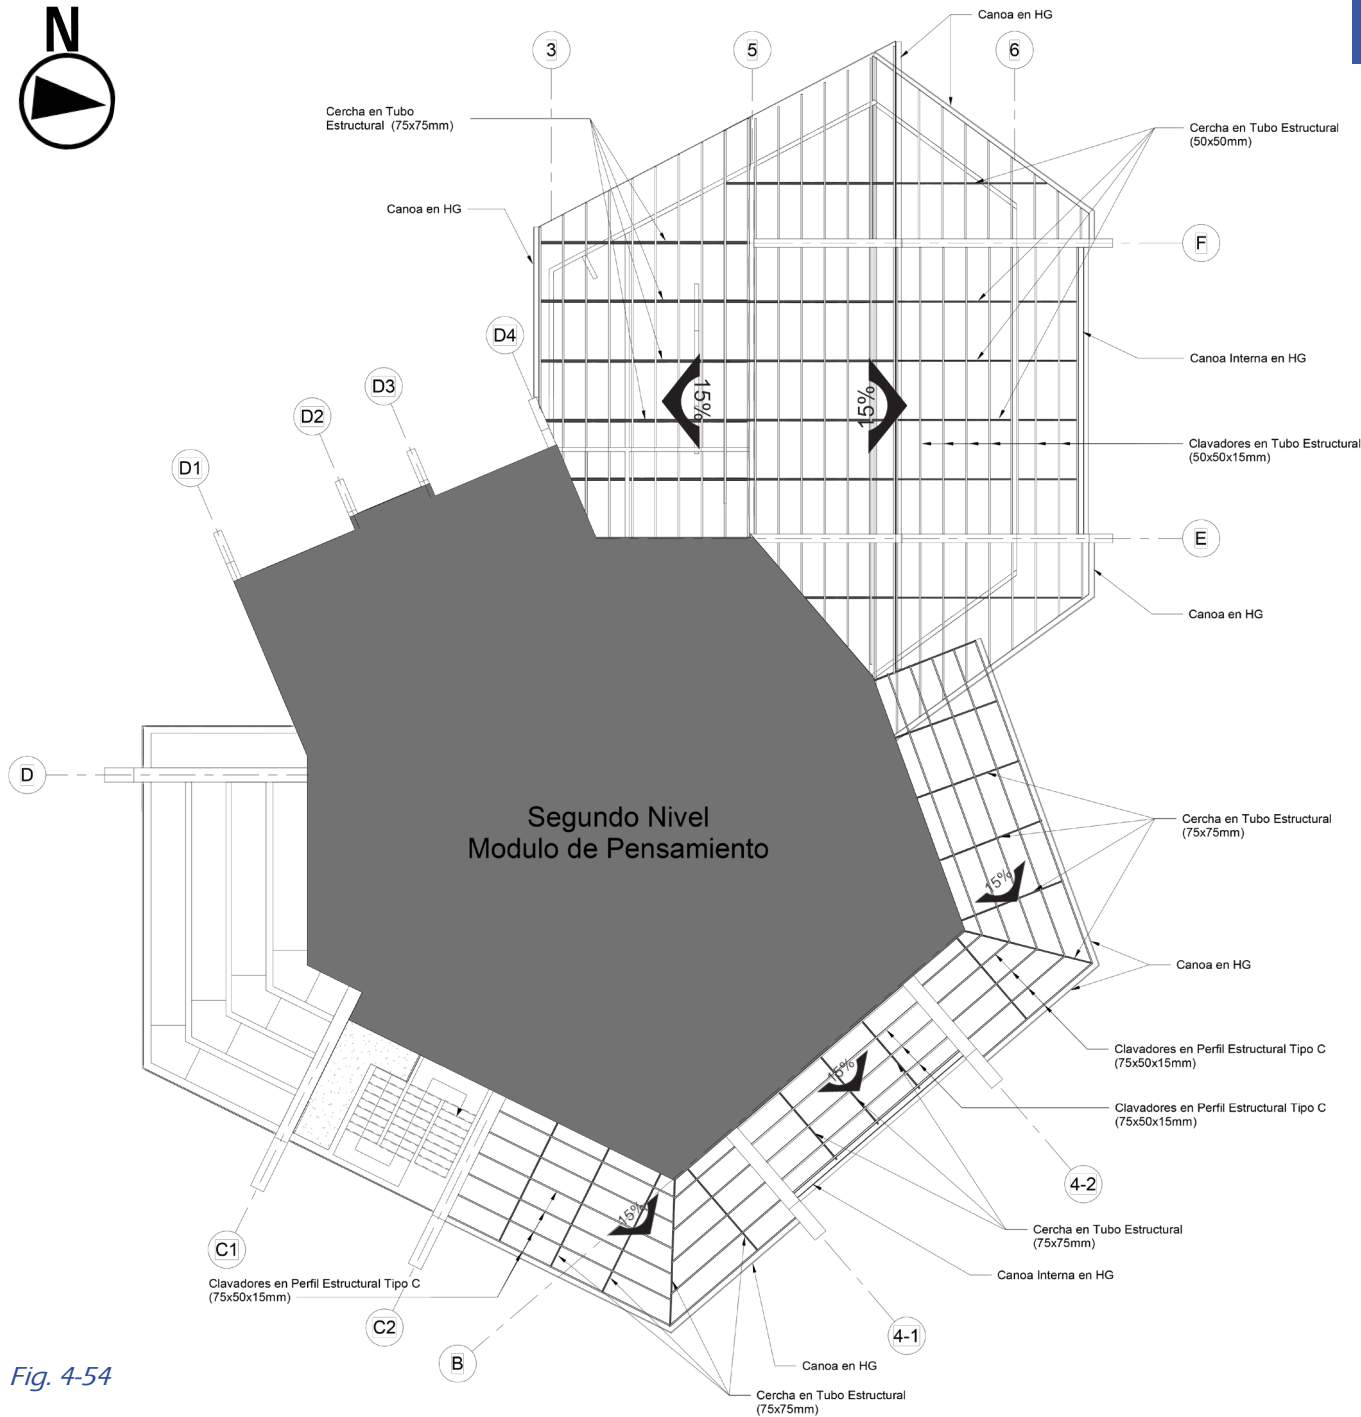 N
3
5
6
Canoa en HG
Cercha en Tubo
Estructural (75x75mm)
Cercha en Tubo Estructural
(50x50mm)
Canoa en HG
F
D4
Canoa Interna en HG
D3
15%
15%
D2
Clavadores en Tubo Estructural
(50x50x15mm)
D1
E
Canoa en HG
D
Segundo Nivel
Modulo de Pensamiento
Cercha en Tubo Estructural
(75x75mm)
15%
Canoa en HG
Clavadores en Perfil Estructural Tipo C
(75x50x15mm)
15%
Clavadores en Perfil Estructural Tipo C
(75x50x15mm)
4-2
15%
Cercha en Tubo Estructural
(75x75mm)
C1
Canoa Interna en HG
Clavadores en Perfil Estructural Tipo C
(75x50x15mm)
C2
4-1
B
Canoa en HG
Fig. 4-54
Cercha en Tubo Estructural
(75x75mm)